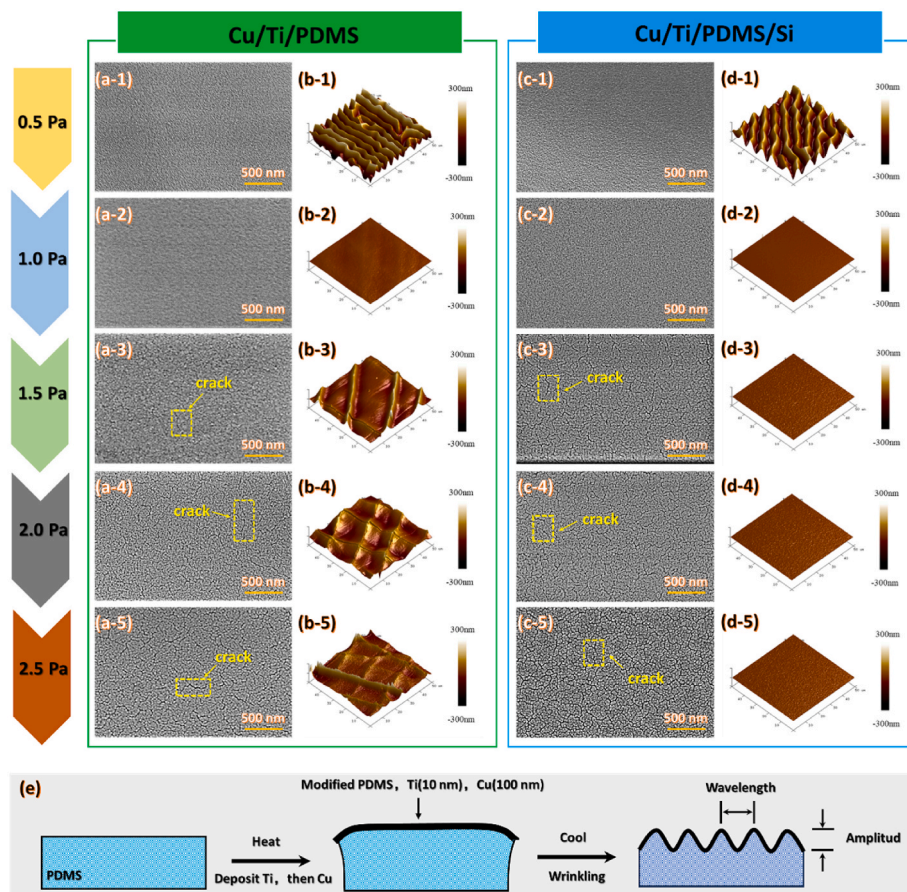 Cu/Ti/PDMS
Cu/Ti/PDMS/Si
0.5 Pa
(a-1)
500 nm
(b-1)
300nm
-300nm
(c-1)
500 nm
(d-1)
300nm
-300nm
1.0 Pa
(a-2)
500 nm
(b-2)
300nm
-300nm
(c-2)
500 nm
(d-2)
300nm
-300nm
1.5 Pa
(a-3)
crack
500 nm
(b-3)
300nm
-300nm
(c-3)
crack
500 nm
(d-3)
300nm
-300nm
2.0 Pa
(a-4)
crack
500 nm
(b-4)
300nm
-300nm
(c-4)
crack
500 nm
(d-4)
300nm
-300nm
2.5 Pa
(a-5)
crack
500 nm
(b-5)
300nm
-300nm
(c-5)
crack
500 nm
(d-5)
300nm
-300nm
(e)
Modified PDMS, Ti(10 nm), Cu(100 nm)
Wavelength
Amplitud
PDMS
Heat
Deposit Ti, then Cu
Cool
Wrinkling